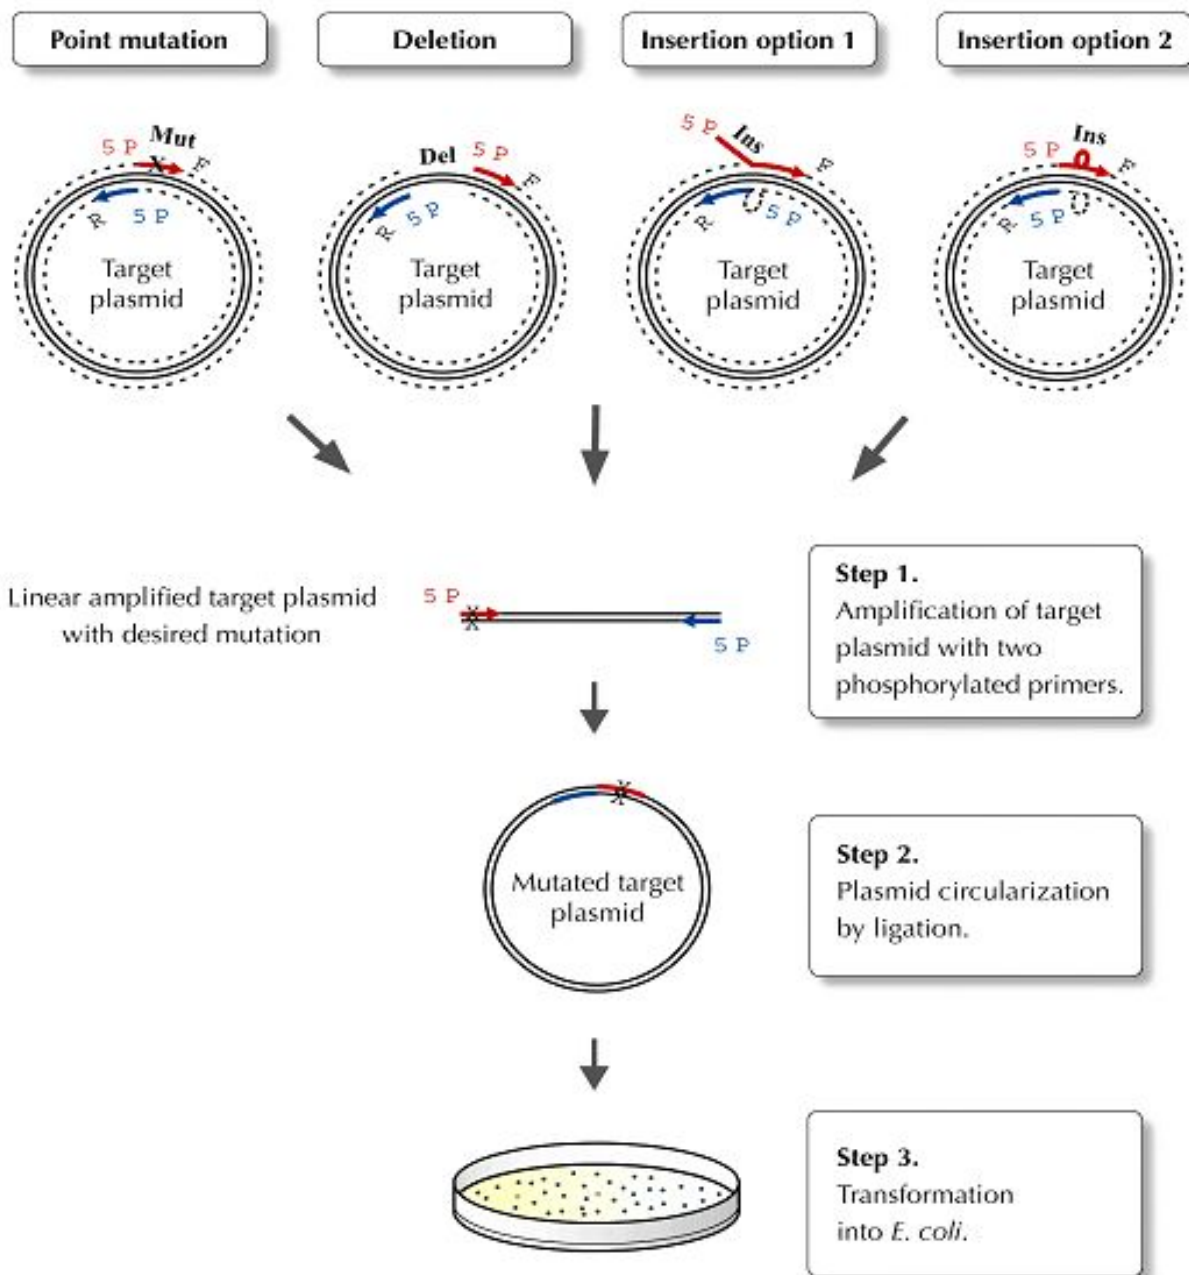 Point mutation
Deletion
Insertion option 1
Insertion option 2
5 P
Mut
X
F
R
5 P
Target
plasmid
Del
5 P
F
R
5 P
Target
plasmid
5 P
Ins
F
R
5 P
Target
plasmid
5 P
Ins
F
R
5 P
Target
plasmid
Linear amplified target plasmid
with desired mutation
5 P
X
X
5 P
Step 1.
Amplification of target
plasmid with two
phosphorylated primers.
X
X
Mutated target
plasmid
Step 2.
Plasmid circularization
by ligation.
Step 3.
Transformation
into E. coli.